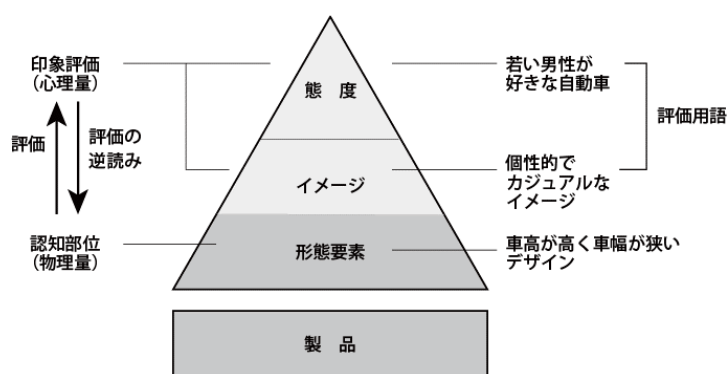 印象評価
(心理量)
評価
評価の
逆読み
認知部位
(物理量)
態 度
イメージ
形態要素
製 品
若い男性が
好きな自動車
評価用語
個性的で
カジュアルな
イメージ
車高が高く車幅が狭い
デザイン